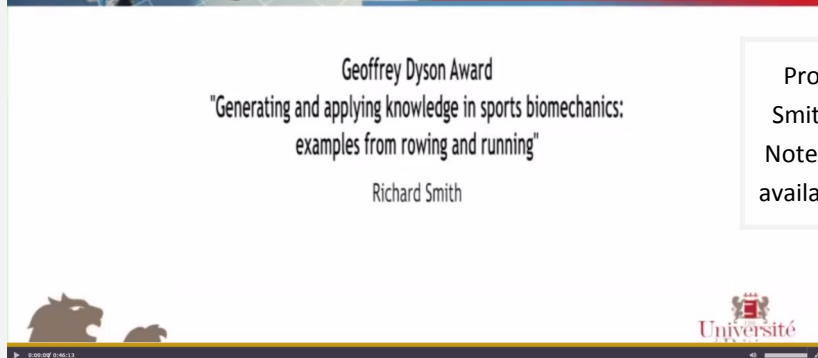 Geoffrey Dyson Award
"Generating and applying knowledge in sports biomechanics:
examples from rowing and running"
Richard Smith
Pro
Smit
Note
availa
Université
0:00:00/ 0:46:13